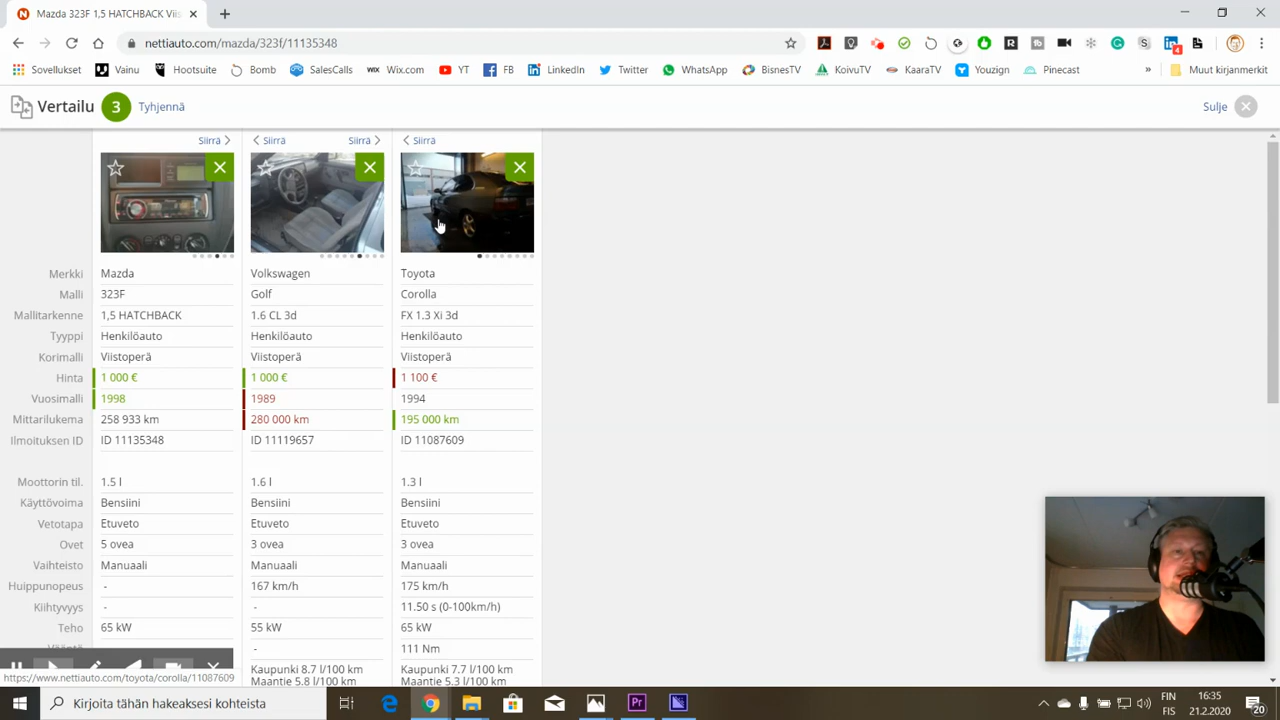 Mazda 323F 1,5 HATCHBACK Viis
nettiauto.com/mazda/323f/11135348
Sovellukset Vainu Hootsuite Bomb SalesCalls Wix.com YT FB LinkedIn Twitter WhatsApp BisnesTV KoivuTV KaaraTV Youzign Pinecast » Muut kirjanmerkit
Vertailu 3 Tyhjennä Sulje
Siirrä Siirrä Siirrä Siirrä
Merkki Mazda Volkswagen Toyota
Malli 323F Golf Corolla
Mallitarkenne 1,5 HATCHBACK 1.6 CL 3d FX 1.3 Xi 3d
Tyyppi Henkilöauto Henkilöauto Henkilöauto
Korimalli Viistoperä Viistoperä Viistoperä
Hinta 1 000 € 1 000 € 1 100 €
Vuosimalli 1998 1989 1994
Mittarilukema 258 933 km 280 000 km 195 000 km
Ilmoituksen ID ID 11135348 ID 11119657 ID 11087609
Moottorin til. 1.5 l 1.6 l 1.3 l
Käyttövoima Bensiini Bensiini Bensiini
Vetotapa Etuveto Etuveto Etuveto
Ovet 5 ovea 3 ovea 3 ovea
Vaihteisto Manuaali Manuaali Manuaali
Huippunopeus - 167 km/h 175 km/h
Kiihtyvyys - - 11.50 s (0-100km/h)
Teho 65 kW 55 kW 65 kW
Vääntö - 111 Nm
Kaupunki 8.7 l/100 km Kaupunki 7.7 l/100 km
Maantie 5.8 l/100 km Maantie 5.3 l/100 km
https://www.nettiauto.com/toyota/corolla/11087609
Kirjoita tähän hakeaksesi kohteista
FIN 16:35
FIS 21.2.2020 20